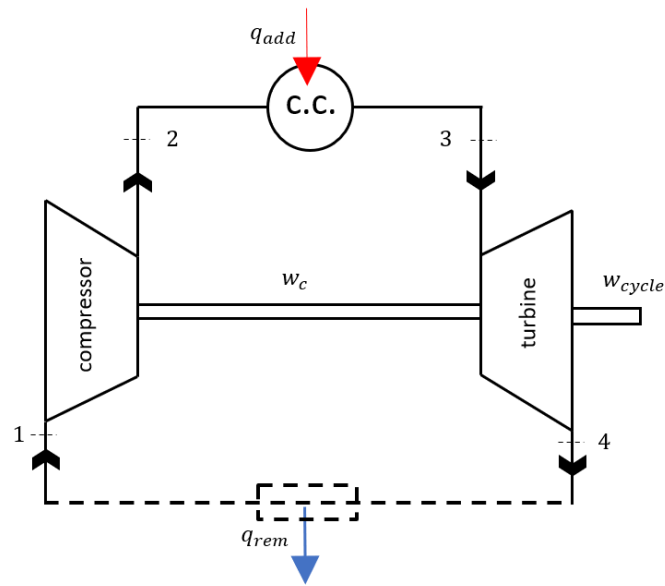 q_add
C.C.
2
3
compressor
w_c
turbine
w_cycle
1
4
q_rem